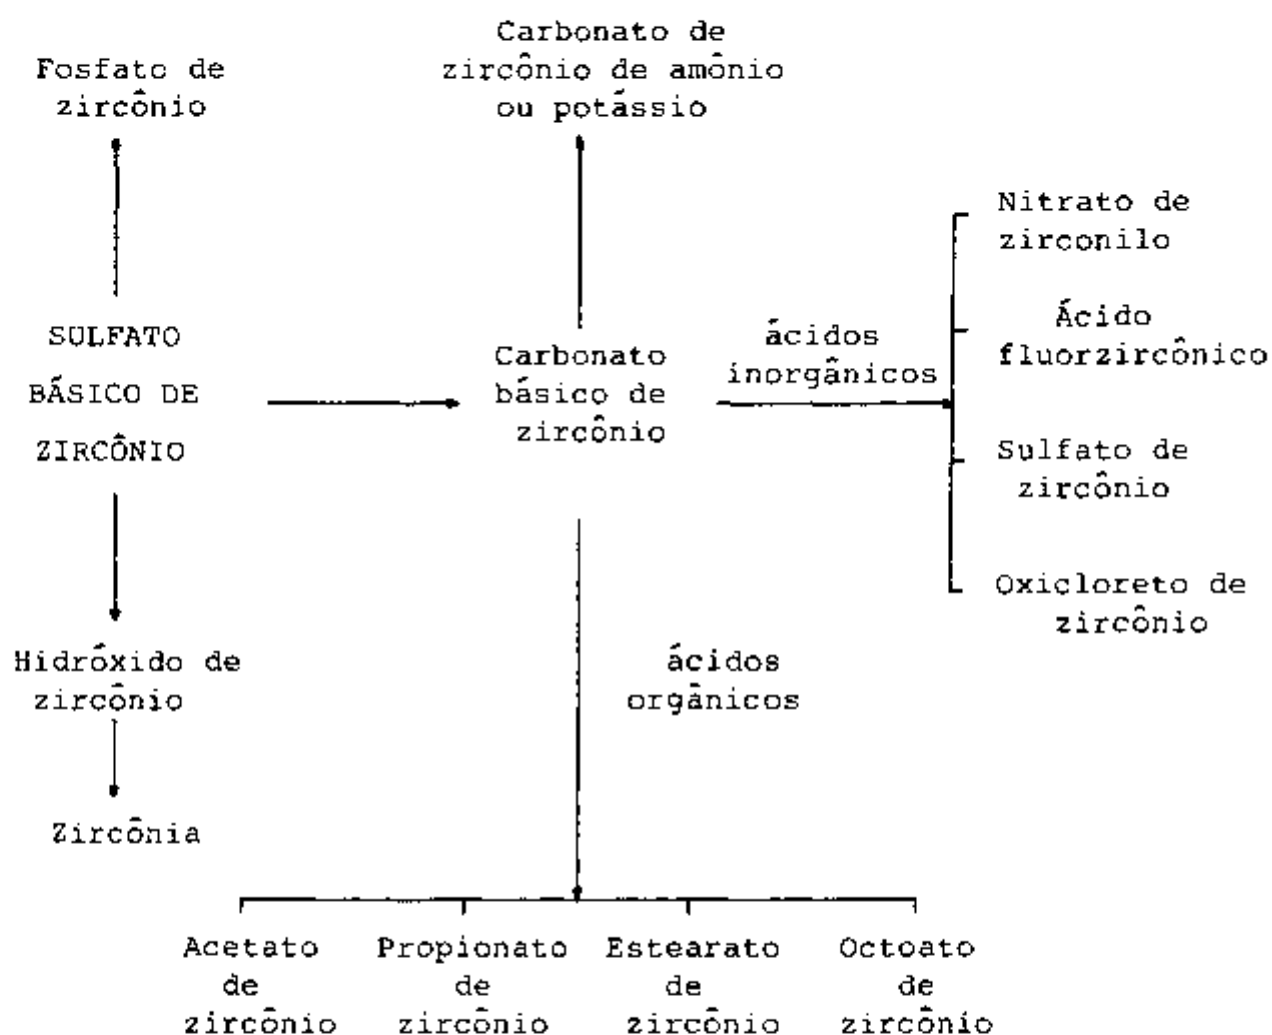 Fosfato de
zircônio
Carbonato de
zircônio de amônio
ou potássio
SULFATO
BÁSICO DE
ZIRCÔNIO
Carbonato
básico de
zircônio
ácidos
inorgânicos
Nitrato de
zirconilo
Ácido
fluorzircônico
Sulfato de
zircônio
Oxicloreto de
zircônio
Hidróxido de
zircônio
ácidos
orgânicos
Zircônia
Acetato
de
zircônio
Propionato
de
zircônio
Estearato
de
zircônio
Octoato
de
zircônio